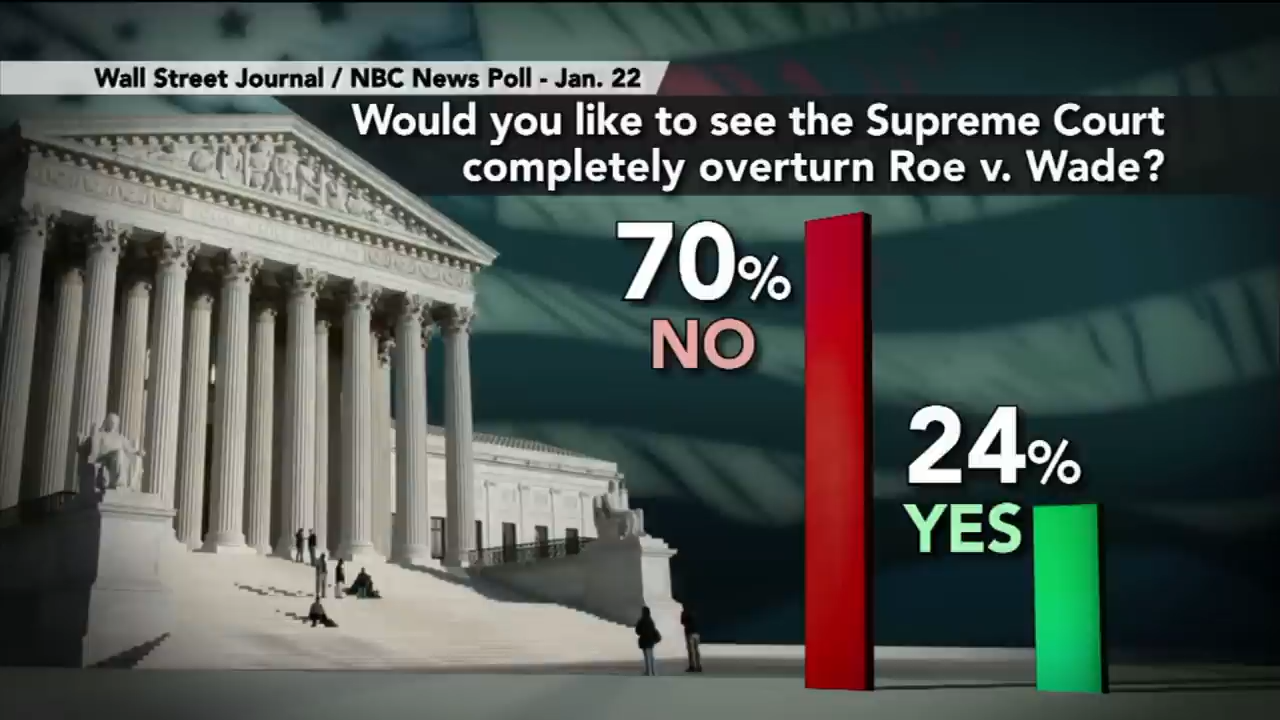 Wall Street Journal / NBC News Poll - Jan. 22
Would you like to see the Supreme Court
completely overturn Roe v. Wade?
70%
NO
24%
YES